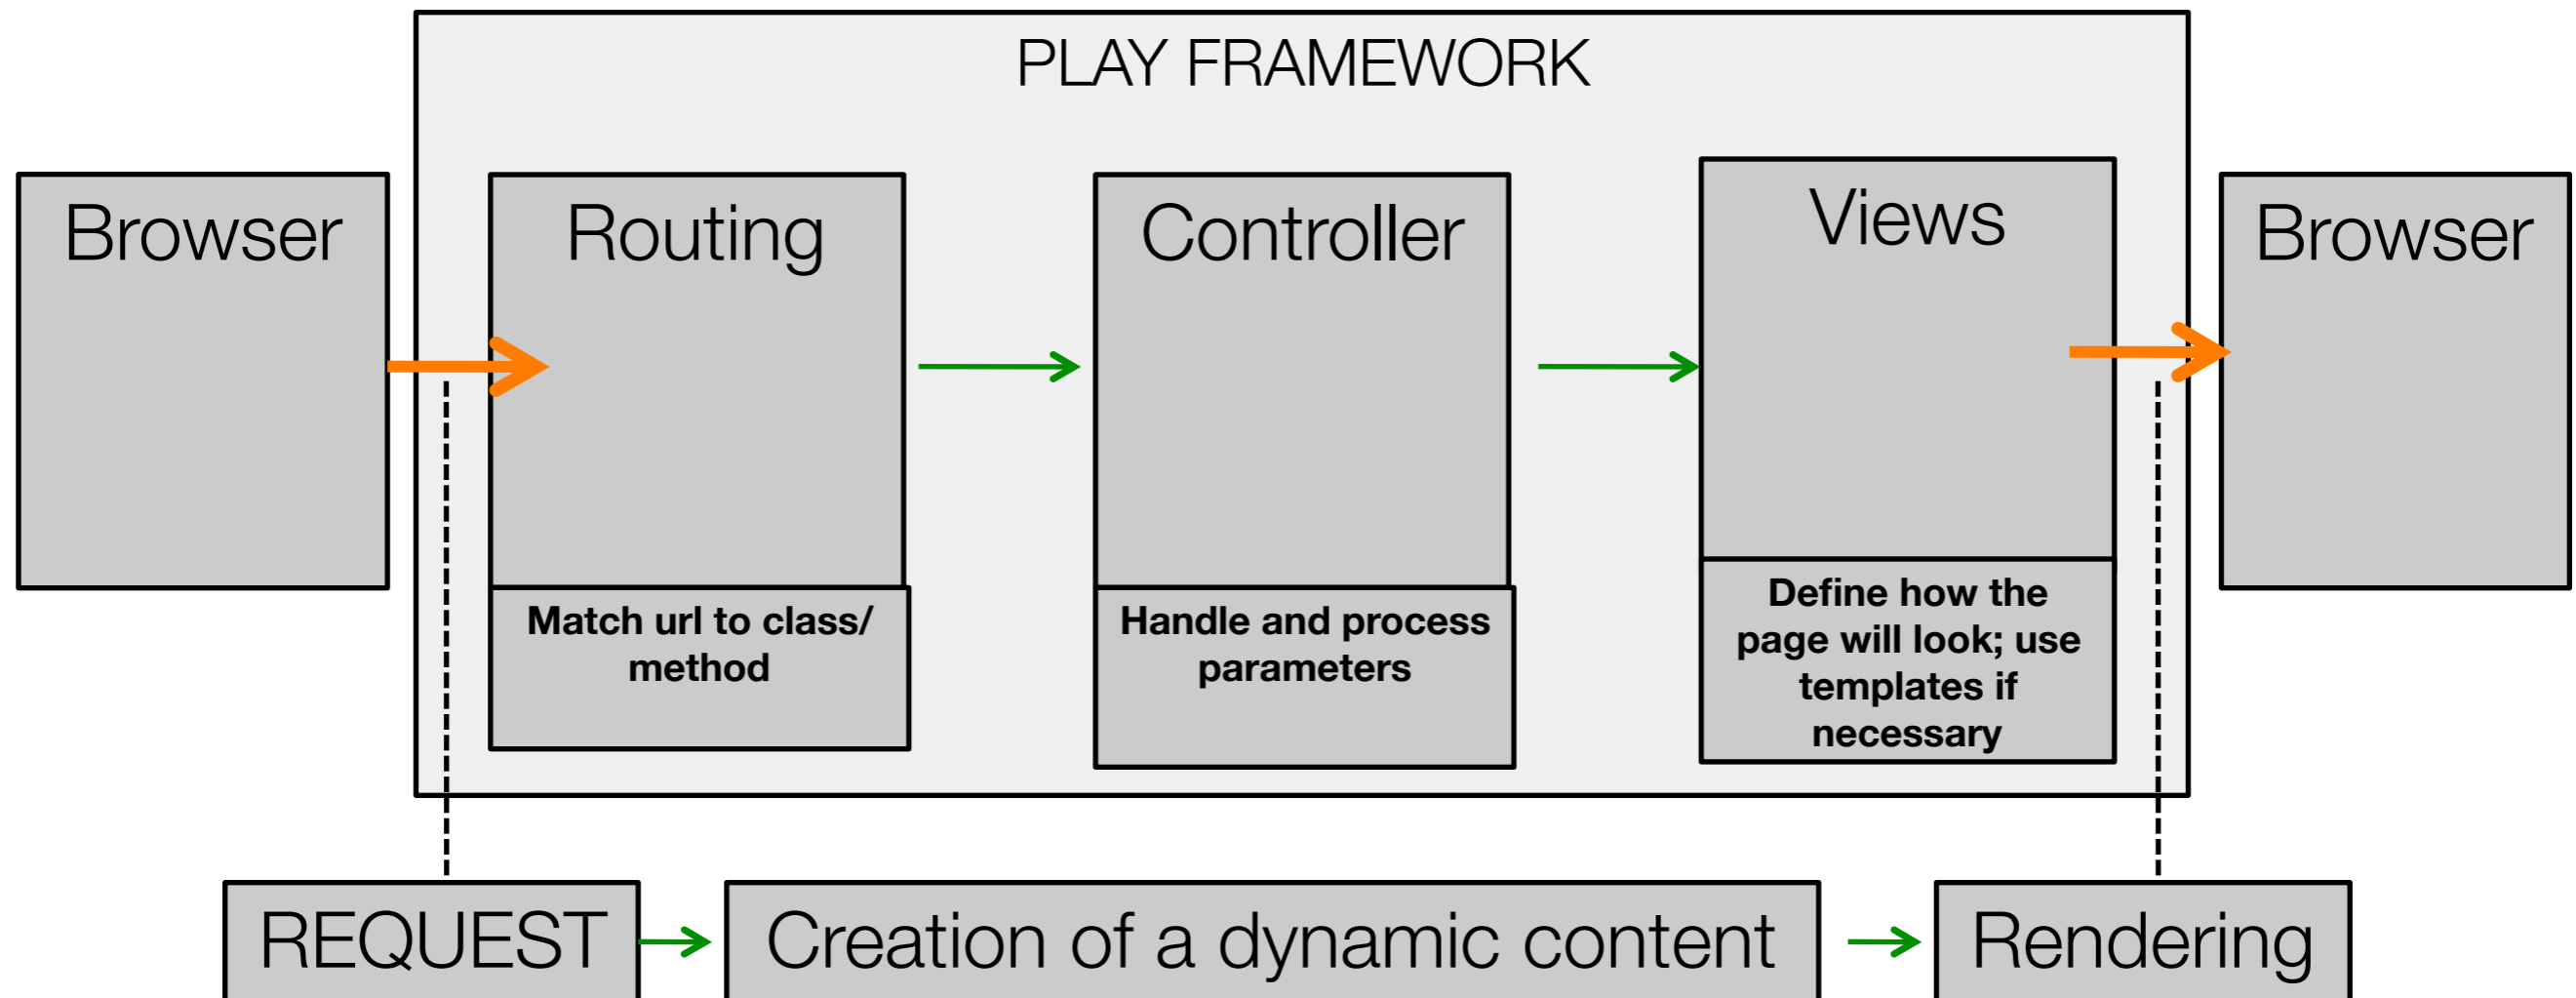 PLAY FRAMEWORK
Browser
Routing
Controller
Views
Browser
Match url to class/
method
Handle and process
parameters
Define how the
page will look; use
templates if
necessary
REQUEST
Creation of a dynamic content
Rendering